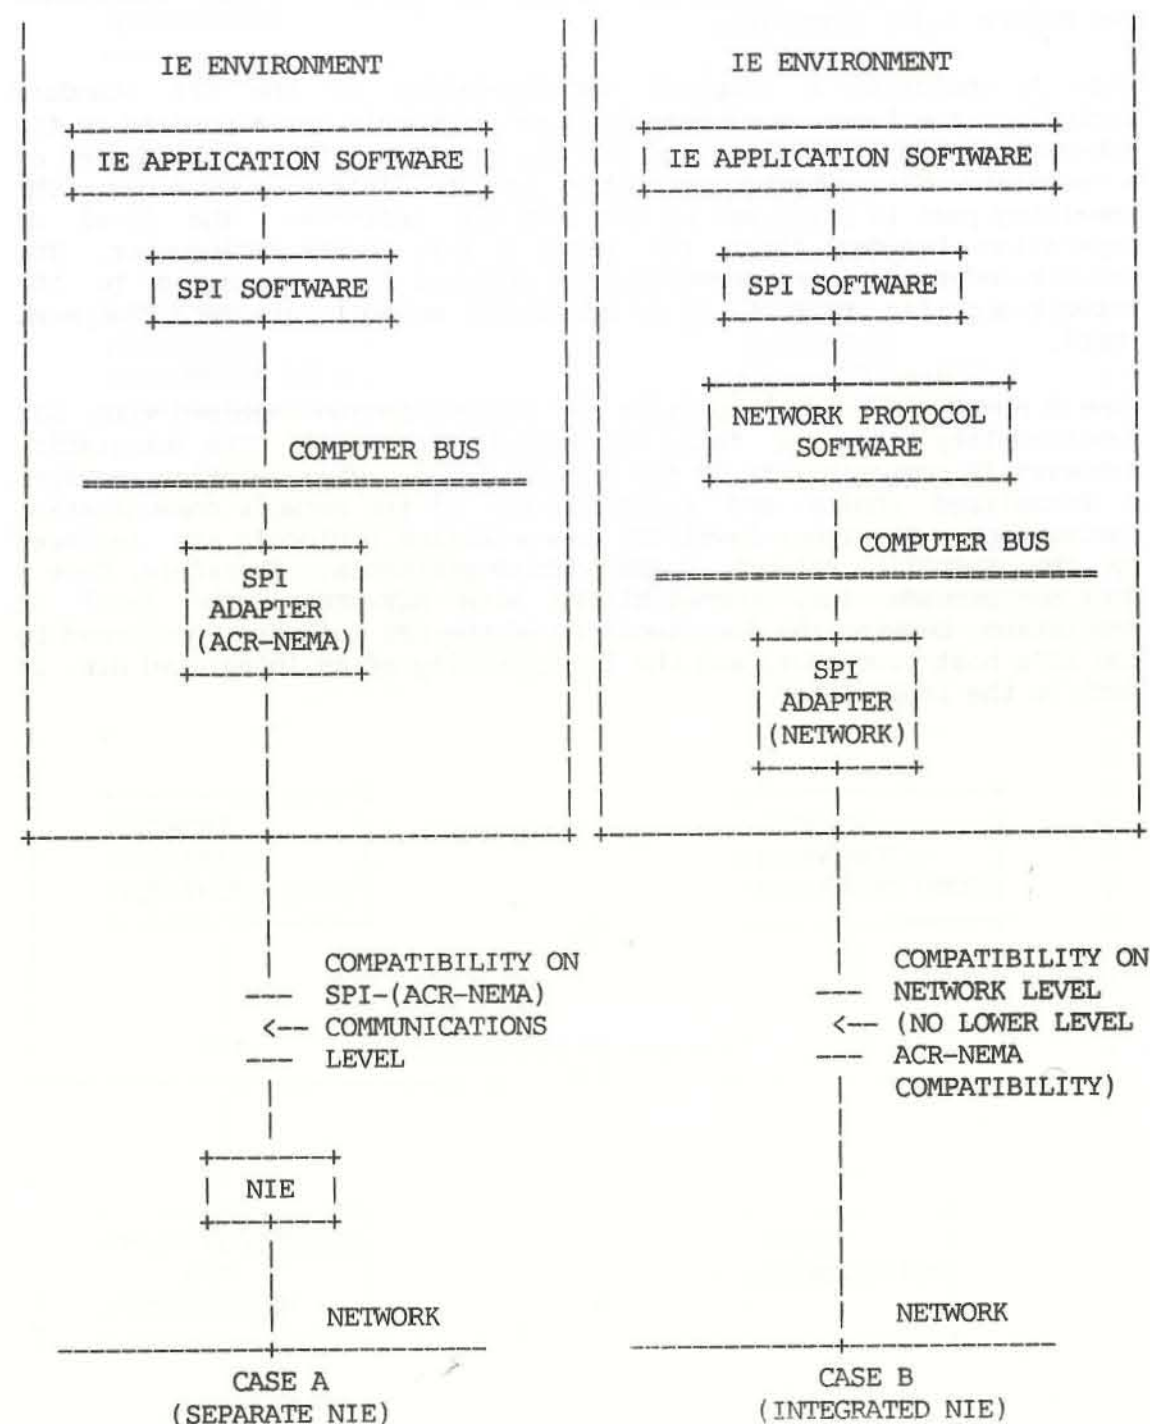 IE ENVIRONMENT
IE APPLICATION SOFTWARE
SPI SOFTWARE
COMPUTER BUS
SPI
ADAPTER
(ACR-NEMA)
COMPATIBILITY ON
SPI-(ACR-NEMA)
COMMUNICATIONS
LEVEL
NIE
NETWORK
CASE A
(SEPARATE NIE)
IE ENVIRONMENT
IE APPLICATION SOFTWARE
SPI SOFTWARE
NETWORK PROTOCOL
SOFTWARE
COMPUTER BUS
SPI
ADAPTER
(NETWORK)
COMPATIBILITY ON
NETWORK LEVEL
(NO LOWER LEVEL
ACR-NEMA
COMPATIBILITY)
NETWORK
CASE B
(INTEGRATED NIE)